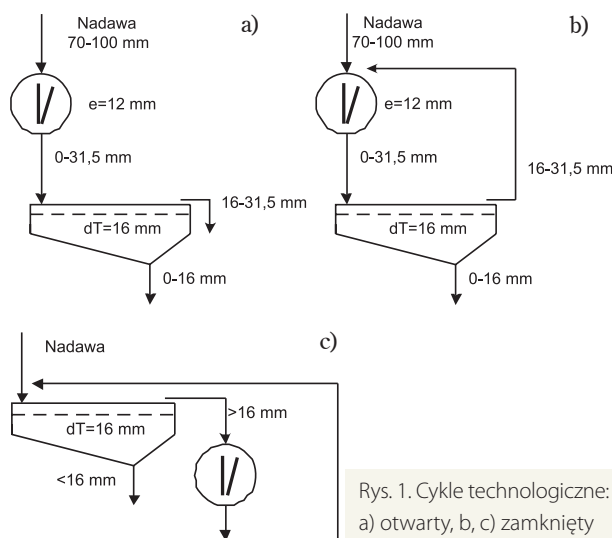 Nadawa
70-100 mm
a)
e=12 mm
0-31,5 mm
16-31,5 mm
dT=16 mm
0-16 mm
Nadawa
70-100 mm
b)
e=12 mm
0-31,5 mm
16-31,5 mm
dT=16 mm
0-16 mm
Nadawa
c)
>16 mm
dT=16 mm
<16 mm
Rys. 1. Cykle technologiczne:
a) otwarty, b, c) zamknięty